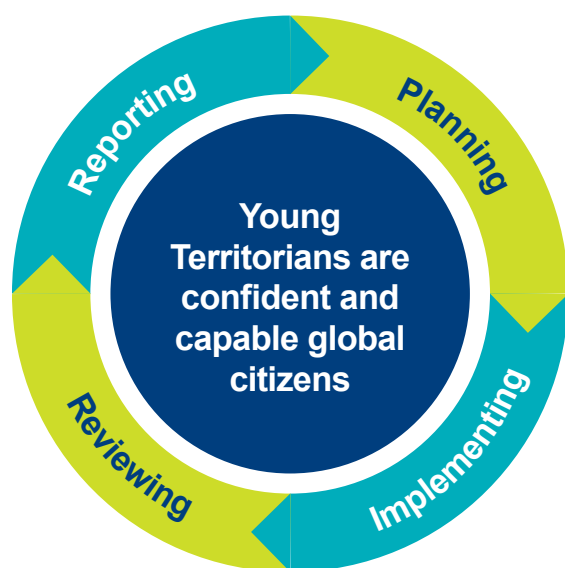 Reporting
Planning
Young
Territorians are
confident and
capable global
citizens
Reviewing
Implementing